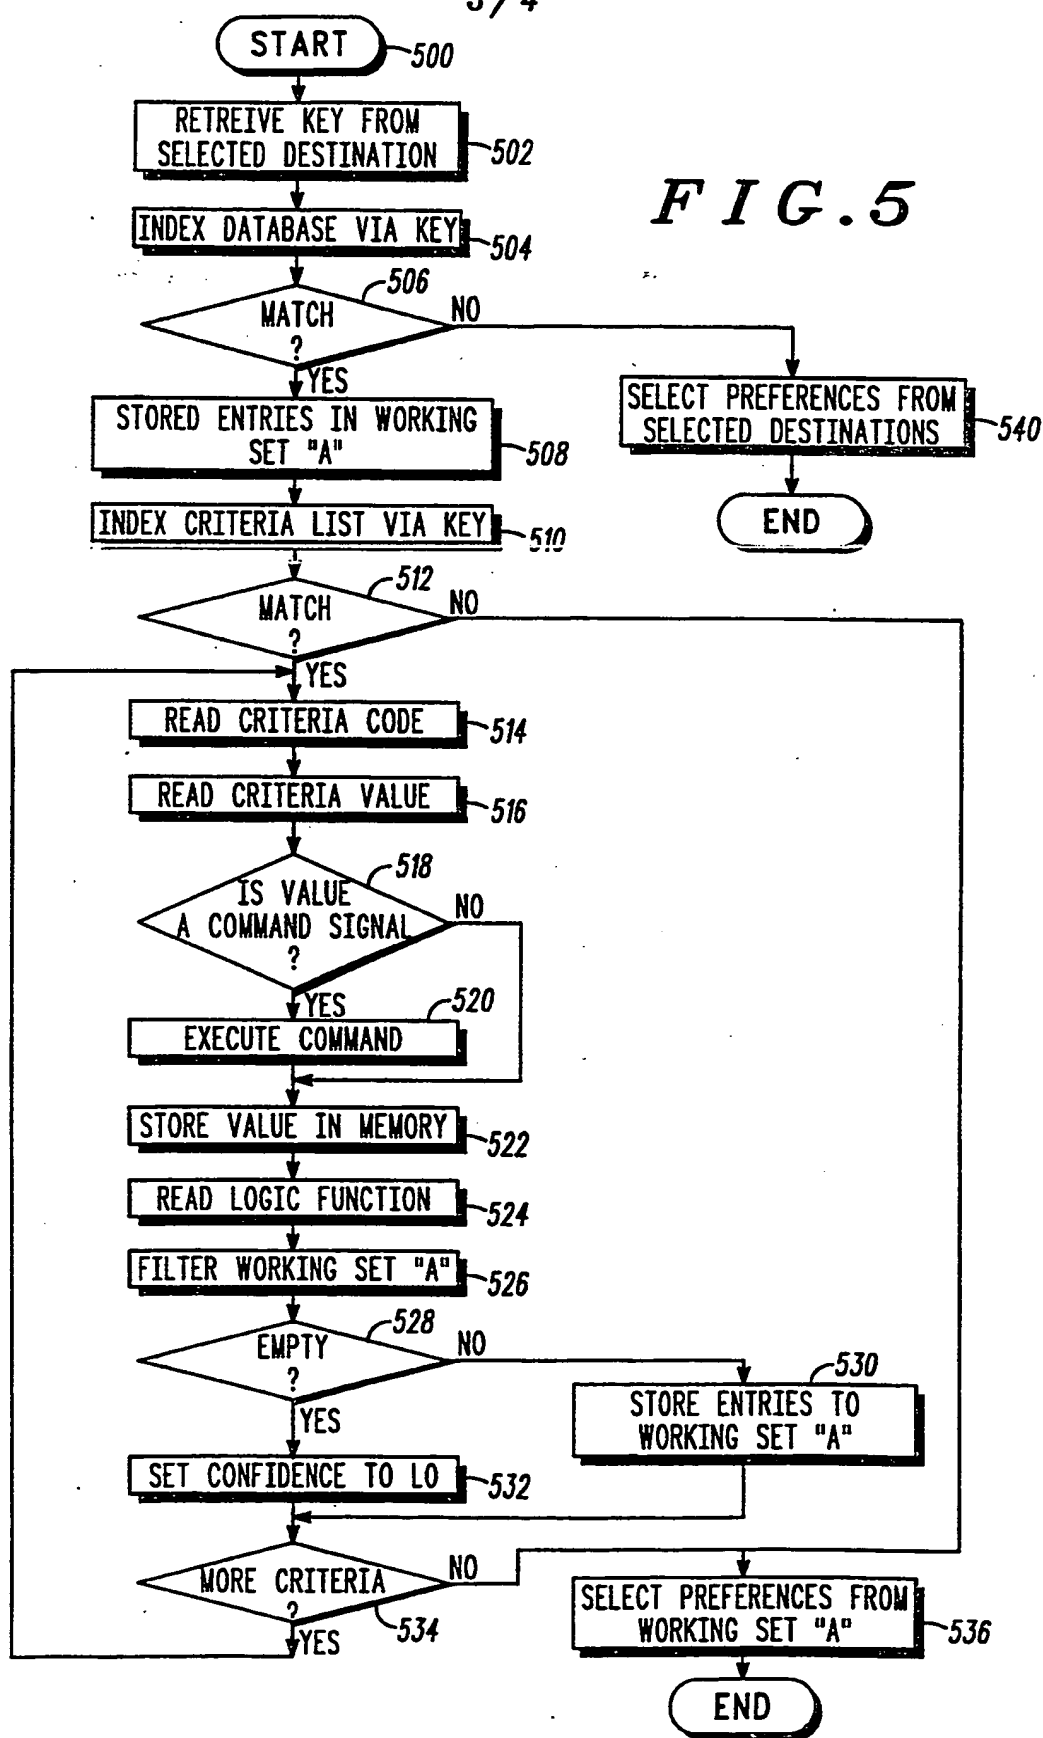 3/4
START
500
RETREIVE KEY FROM
SELECTED DESTINATION
502
FIG.5
INDEX DATABASE VIA KEY
504
506
MATCH
?
NO
YES
STORED ENTRIES IN WORKING
SET "A"
508
SELECT PREFERENCES FROM
SELECTED DESTINATIONS
540
END
INDEX CRITERIA LIST VIA KEY
510
512
MATCH
?
NO
YES
READ CRITERIA CODE
514
READ CRITERIA VALUE
516
518
IS VALUE
A COMMAND SIGNAL
?
NO
YES
520
EXECUTE COMMAND
STORE VALUE IN MEMORY
522
READ LOGIC FUNCTION
524
FILTER WORKING SET "A"
526
528
EMPTY
?
NO
YES
530
STORE ENTRIES TO
WORKING SET "A"
SET CONFIDENCE TO LO
532
MORE CRITERIA
?
NO
534
YES
SELECT PREFERENCES FROM
WORKING SET "A"
536
END